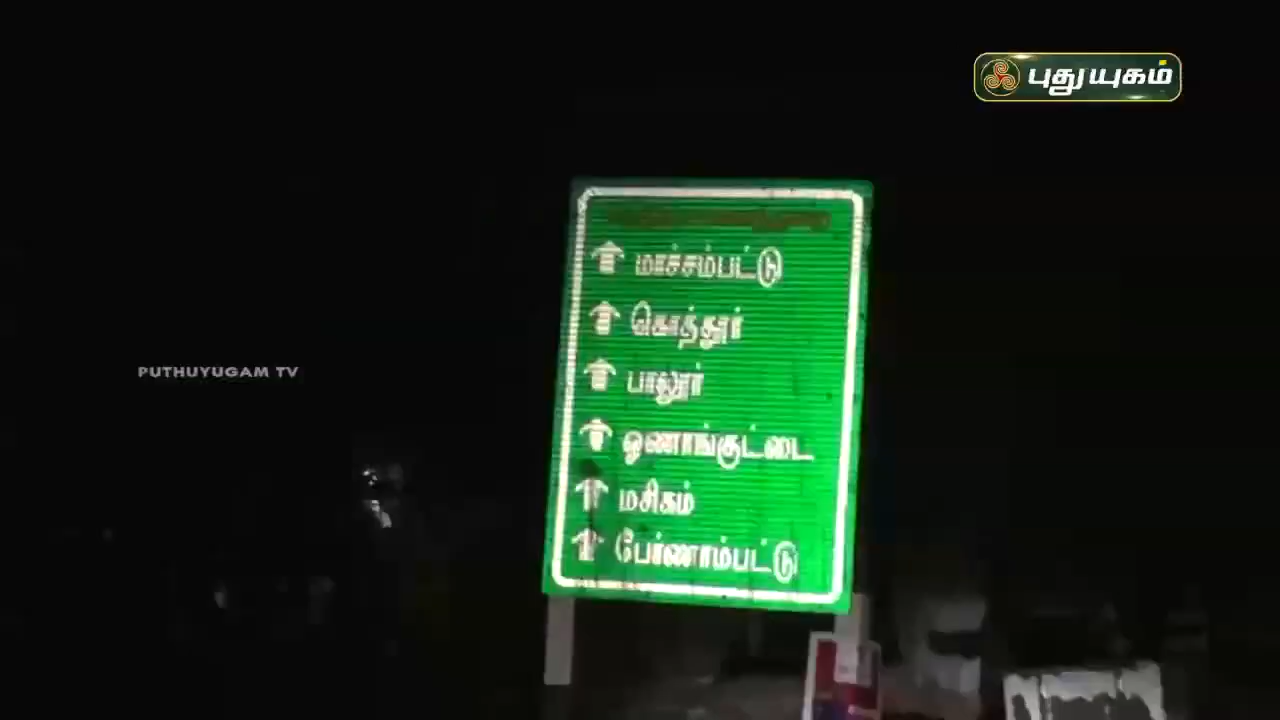 புதுயுகம்
மாச்சம்பட்டு
கொத்தூர்
பாலூர்
PUTHUYUGAM TV
ஓணாங்குட்டை
மசிகம்
பேர்ணாம்பட்டு